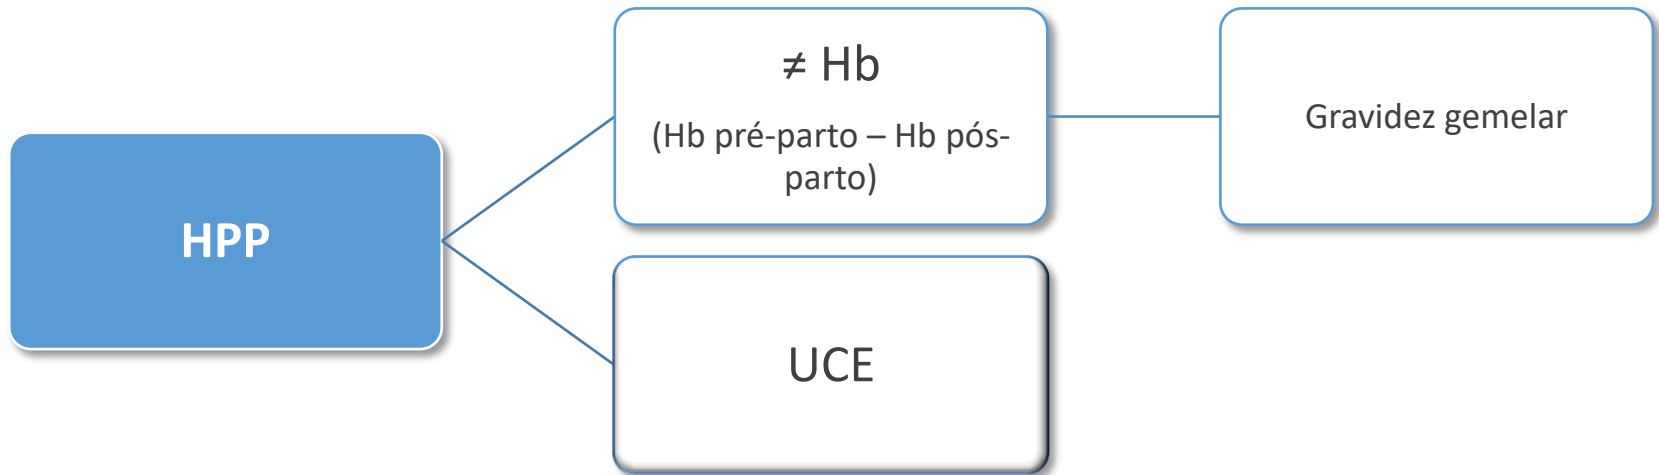 HPP
≠ Hb
(Hb pré-parto – Hb pós-
parto)
Gravidez gemelar
UCE